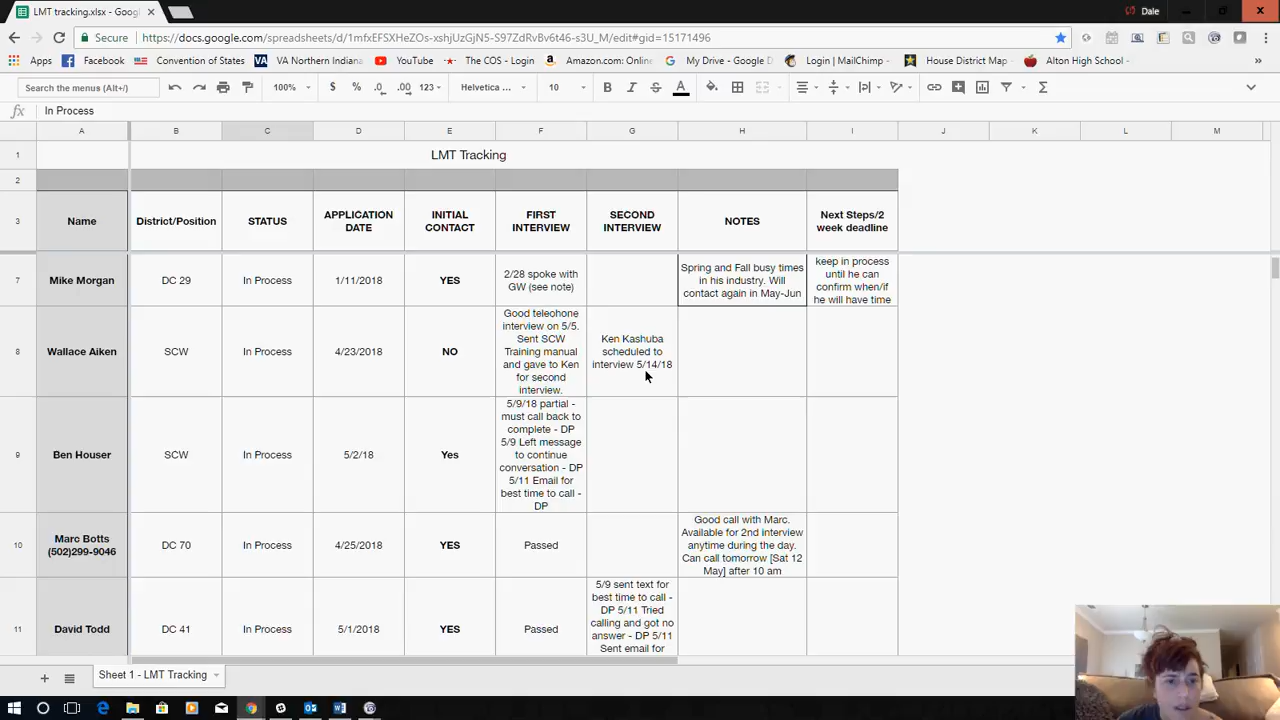 LMT tracking.xlsx - Goog
Dale
Secure
https://docs.google.com/spreadsheets/d/1mfxEFSXHeZOs-xshjUzGjN5-S97ZdRvBv6t46-s3U_M/edit#gid=15171496
Apps
Facebook
Convention of States
VA Northern Indiana
YouTube
The COS - Login
Amazon.com: Onlin
My Drive - Google D
Login | MailChimp
House District Map
Alton High School
»
Search the menus (Alt+/)
100%
$ % .0 .00 123
Helvetica ...
10
B I S A
fx
In Process
A B C D E F G H I J K L M
1
LMT Tracking
2
3
Name
District/Position
STATUS
APPLICATION
DATE
INITIAL
CONTACT
FIRST
INTERVIEW
SECOND
INTERVIEW
NOTES
Next Steps/2
week deadline
7
Mike Morgan
DC 29
In Process
1/11/2018
YES
2/28 spoke with
GW (see note)
Spring and Fall busy times
in his industry. Will
contact again in May-Jun
keep in process
until he can
confirm when/if
he will have time
8
Wallace Aiken
SCW
In Process
4/23/2018
NO
Good teleohone
interview on 5/5.
Sent SCW
Training manual
and gave to Ken
for second
interview.
Ken Kashuba
scheduled to
interview 5/14/18
9
Ben Houser
SCW
In Process
5/2/18
Yes
5/9/18 partial -
must call back to
complete - DP
5/9 Left message
to continue
conversation - DP
5/11 Email for
best time to call -
DP
10
Marc Botts
(502)299-9046
DC 70
In Process
4/25/2018
YES
Passed
Good call with Marc.
Available for 2nd interview
anytime during the day.
Can call tomorrow [Sat 12
May] after 10 am
11
David Todd
DC 41
In Process
5/1/2018
YES
Passed
5/9 sent text for
best time to call -
DP 5/11 Tried
calling and got no
answer - DP 5/11
Sent email for
Sheet 1 - LMT Tracking